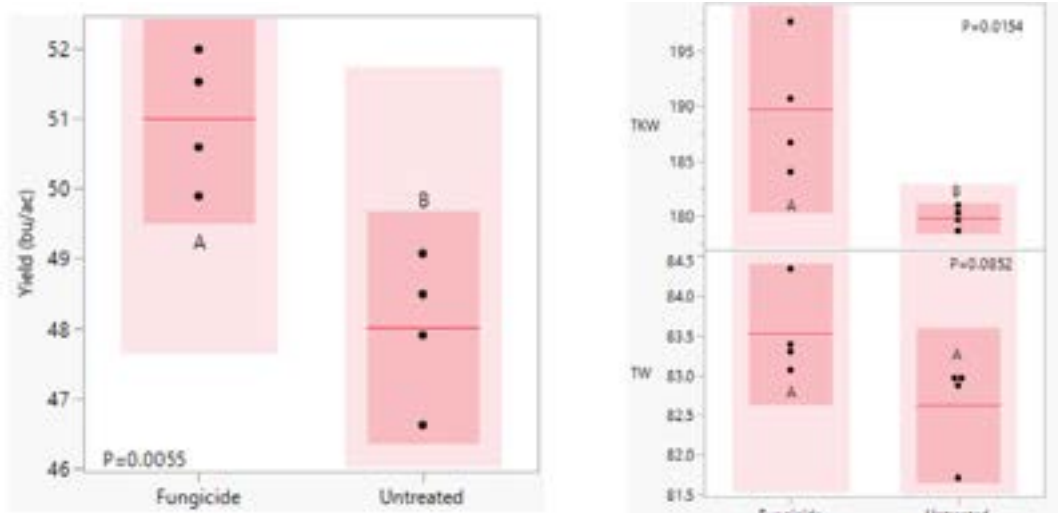 52
51
50
49
48
47
46
Yield (bu/ac)
A
B
P=0.0055
Fungicide
Untreated
P=0.0154
195
190
185
180
TKW
A
B
P=0.0852
84.5
84.0
83.5
83.0
82.5
82.0
81.5
TW
A
A